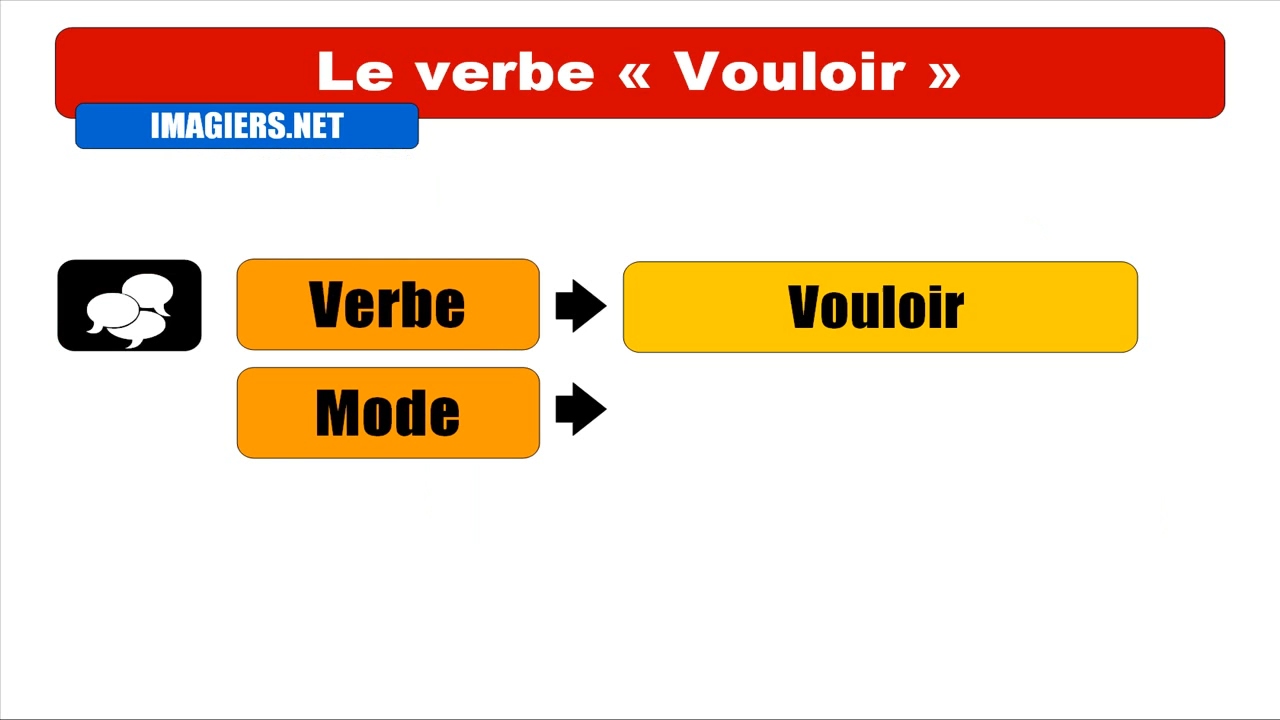 Le verbe « Vouloir »
IMAGIERS.NET
Verbe
Vouloir
Mode